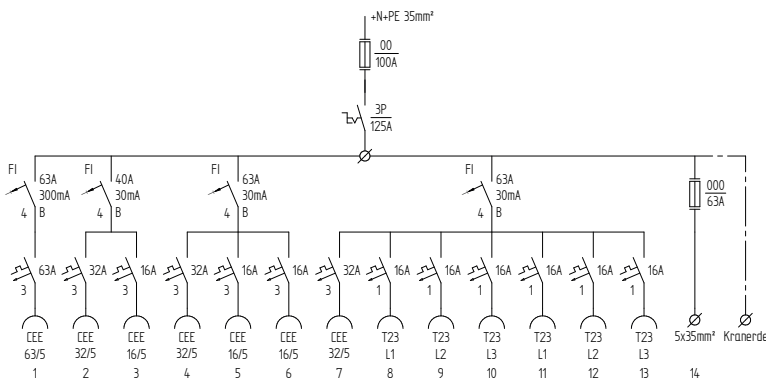 +N+PE 35mm²
00
100A
3P
125A
FI 63A
300mA
4 B
FI 40A
30mA
4 B
FI 63A
30mA
4 B
FI 63A
30mA
4 B
000
63A
63A 32A 16A 32A 16A 16A 32A 16A 16A 16A 16A 16A 16A
3 3 3 3 3 3 3 1 1 1 1 1 1
CEE CEE CEE CEE CEE CEE CEE T23 T23 T23 T23 T23 T23 5x35mm² Kranerde
63/5 32/5 16/5 32/5 16/5 16/5 32/5 L1 L2 L3 L1 L2 L3
1 2 3 4 5 6 7 8 9 10 11 12 13 14